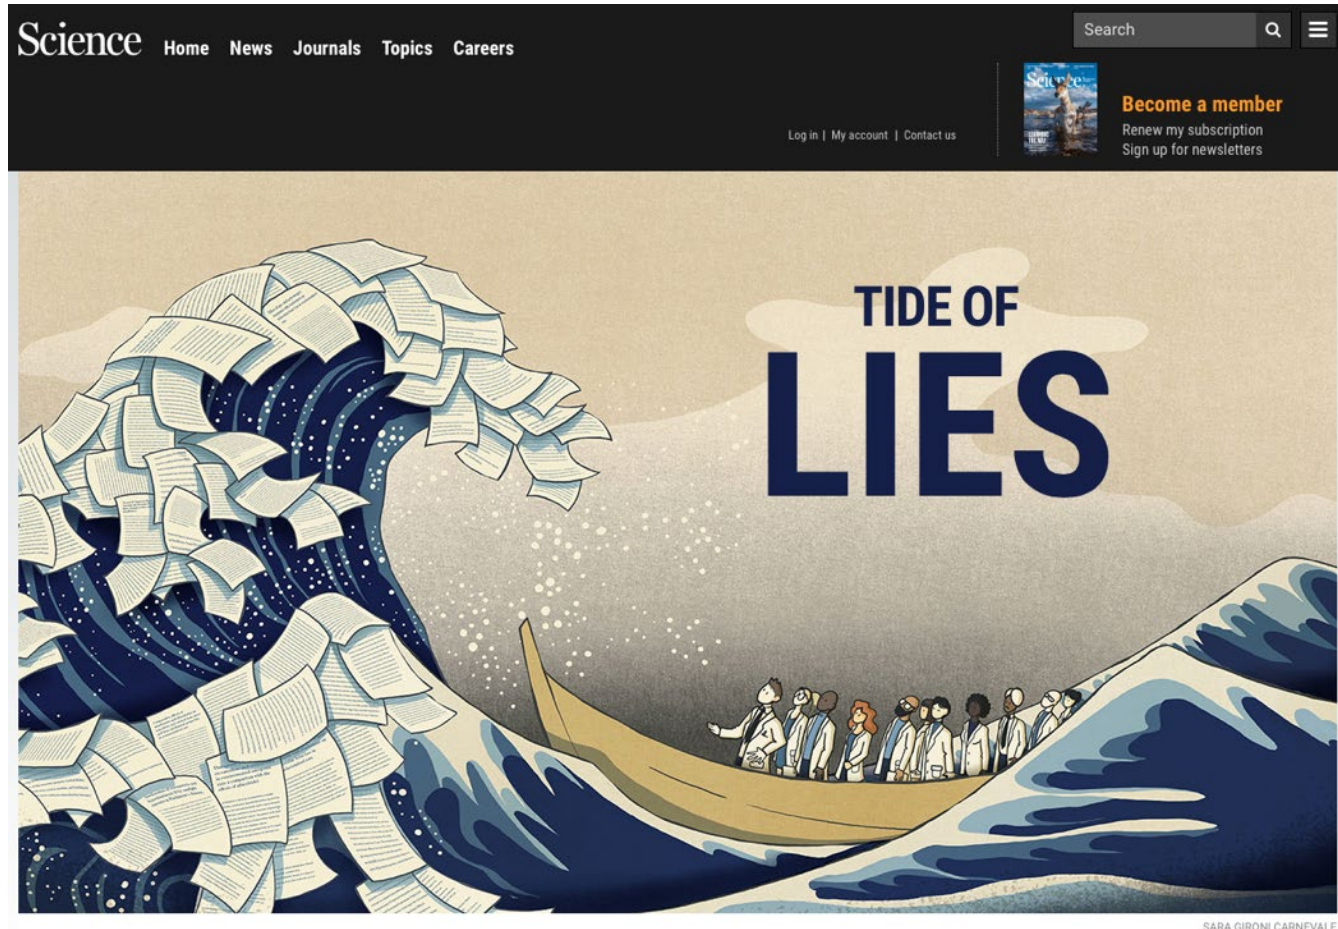 Science Home News Journals Topics Careers
Search
Science
Become a member
Log in | My account | Contact us
Renew my subscription
Sign up for newsletters
TIDE OF
LIES
SARA GIRONI CARNEVALE